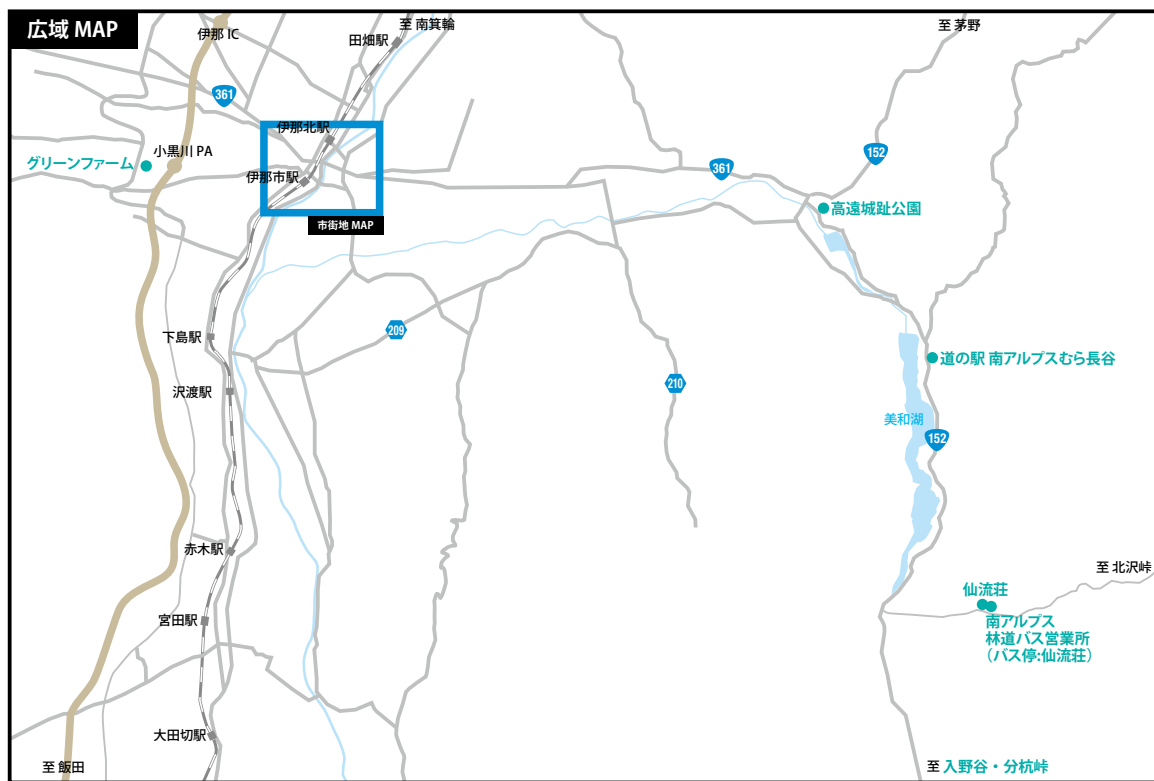 広域 MAP
至 南箕輪
至 茅野
伊那 IC
田畑駅
361
伊那北駅
小黒川 PA
グリーンファーム
伊那市駅
361
152
高遠城趾公園
市街地 MAP
下島駅
209
道の駅 南アルプスむら長谷
沢渡駅
210
美和湖
152
赤木駅
至 北沢峠
仙流荘
南アルプス
林道バス営業所
（バス停:仙流荘）
宮田駅
大田切駅
至 飯田
至 入野谷・分杭峠